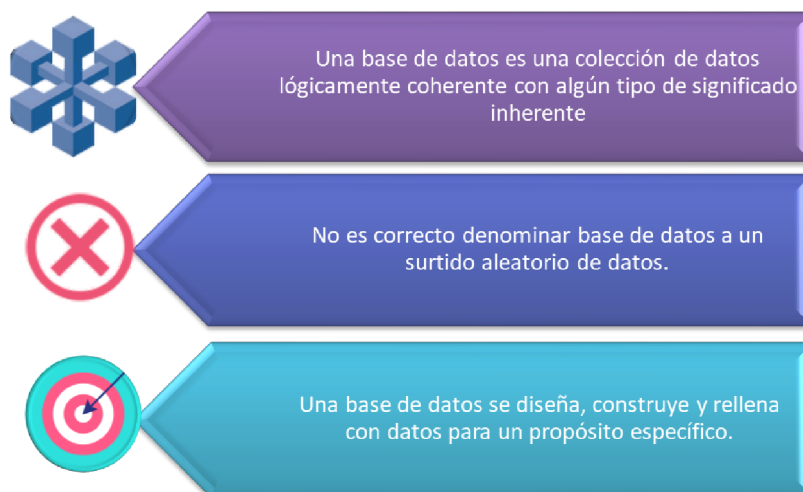 Una base de datos es una colección de datos
lógicamente coherente con algún tipo de significado
inherente
No es correcto denominar base de datos a un
surtido aleatorio de datos.
Una base de datos se diseña, construye y rellena
con datos para un propósito específico.